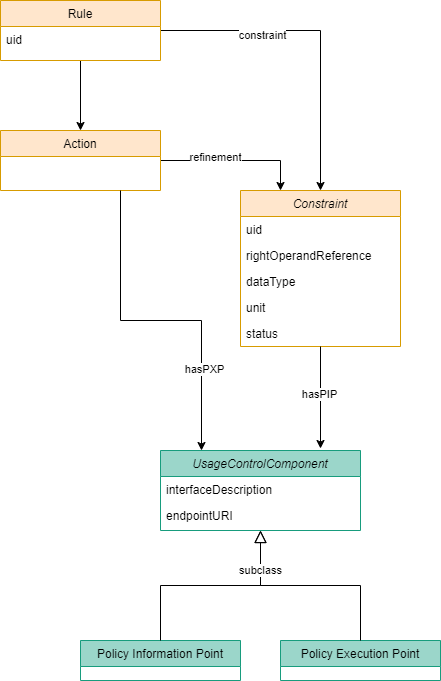 Rule
uid
constraint
Action
refinement
Constraint
uid
rightOperandReference
dataType
unit
status
hasPXP
hasPIP
UsageControlComponent
interfaceDescription
endpointURI
subclass
Policy Information Point
Policy Execution Point